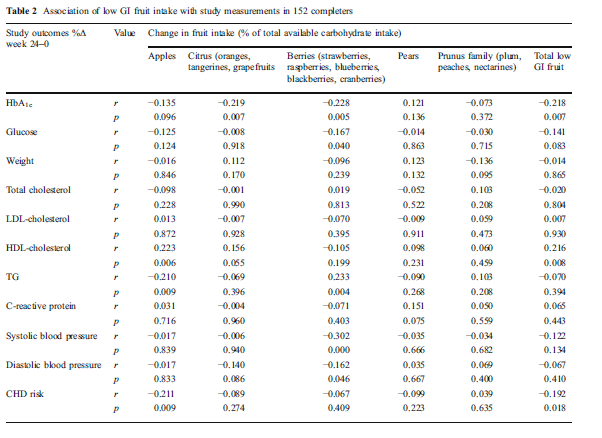 Table 2 Association of low GI fruit intake with study measurements in 152 completers
Study outcomes %Δ Value Change in fruit intake (% of total available carbohydrate intake)
week 24–0
Apples Citrus (oranges, Berries (strawberries, Pears Prunus family (plum, Total low
tangerines, grapefruits raspberries, blueberries, peaches, nectarines) GI fruit
blackberries, cranberries)
HbA1c r −0.135 −0.219 −0.228 0.121 −0.073 −0.218
p 0.096 0.007 0.005 0.136 0.372 0.007
Glucose r −0.125 −0.008 −0.167 −0.014 −0.030 −0.141
p 0.124 0.918 0.040 0.863 0.715 0.083
Weight r −0.016 0.112 −0.096 0.123 −0.136 −0.014
p 0.846 0.170 0.239 0.132 0.095 0.865
Total cholesterol r −0.098 −0.001 0.019 −0.052 0.103 −0.020
p 0.228 0.990 0.813 0.522 0.208 0.804
LDL-cholesterol r 0.013 −0.007 −0.070 −0.009 0.059 0.007
p 0.872 0.928 0.395 0.911 0.473 0.930
HDL-cholesterol r 0.223 0.156 −0.105 0.098 0.060 0.216
p 0.006 0.055 0.199 0.231 0.459 0.008
TG r −0.210 −0.069 0.233 −0.090 0.103 −0.070
p 0.009 0.396 0.004 0.268 0.208 0.394
C-reactive protein r 0.031 −0.004 −0.071 0.151 0.050 0.065
p 0.716 0.960 0.403 0.075 0.559 0.443
Systolic blood pressure r −0.017 −0.006 −0.302 −0.035 −0.034 −0.122
p 0.839 0.940 0.000 0.666 0.682 0.134
Diastolic blood pressure r −0.017 −0.140 −0.162 0.035 0.069 −0.067
p 0.833 0.086 0.046 0.667 0.400 0.410
CHD risk r −0.211 −0.089 −0.067 −0.099 0.039 −0.192
p 0.009 0.274 0.409 0.223 0.635 0.018